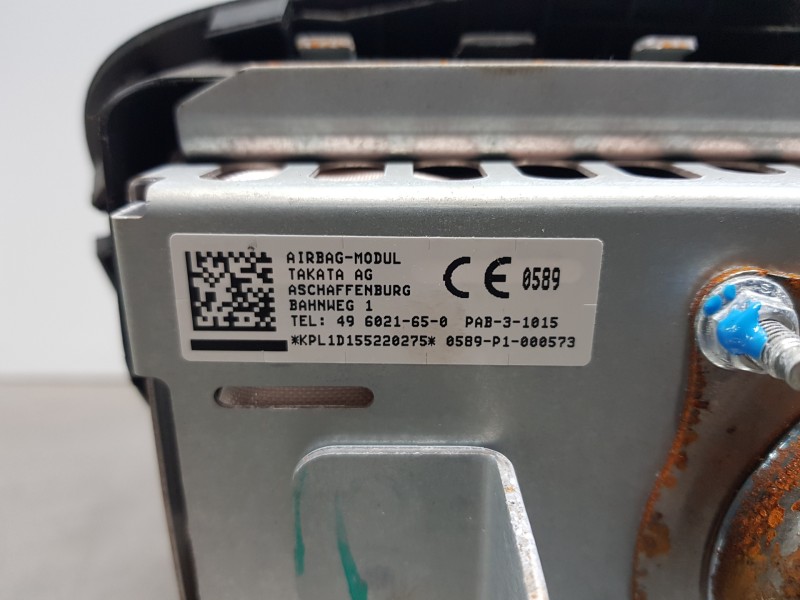 AIRBAG-MODUL
TAKATA AG
ASCHAFFENBURG
BAHNWEG 1
TEL: 49 6021-65-0 PAB-3-1015
*KPL1D155220275* 0589-P1-000573
CE 0589